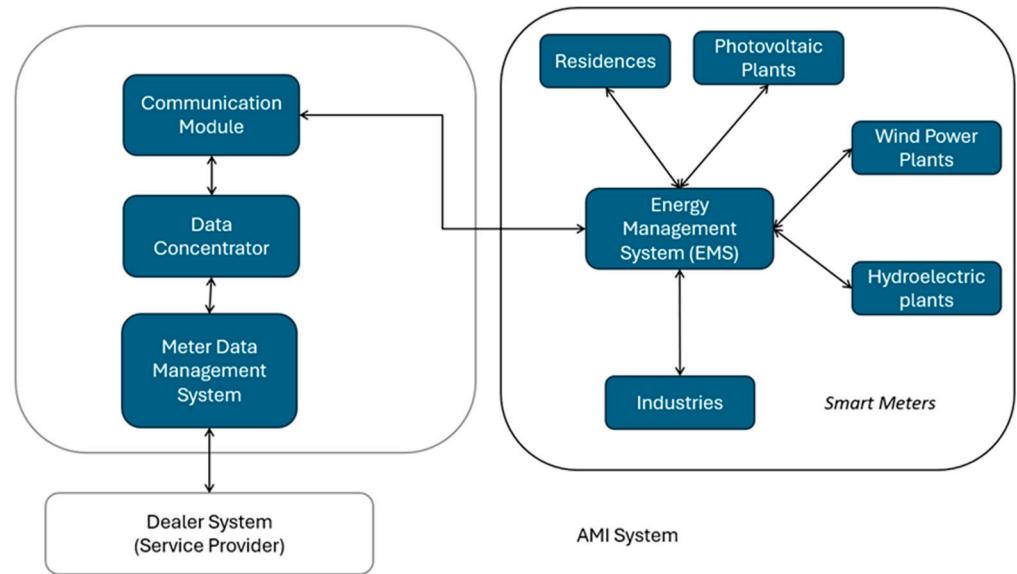 Communication
Module
Data
Concentrator
Meter Data
Management
System
Dealer System
(Service Provider)
Residences
Photovoltaic
Plants
Wind Power
Plants
Energy
Management
System (EMS)
Hydroelectric
plants
Industries
Smart Meters
AMI System